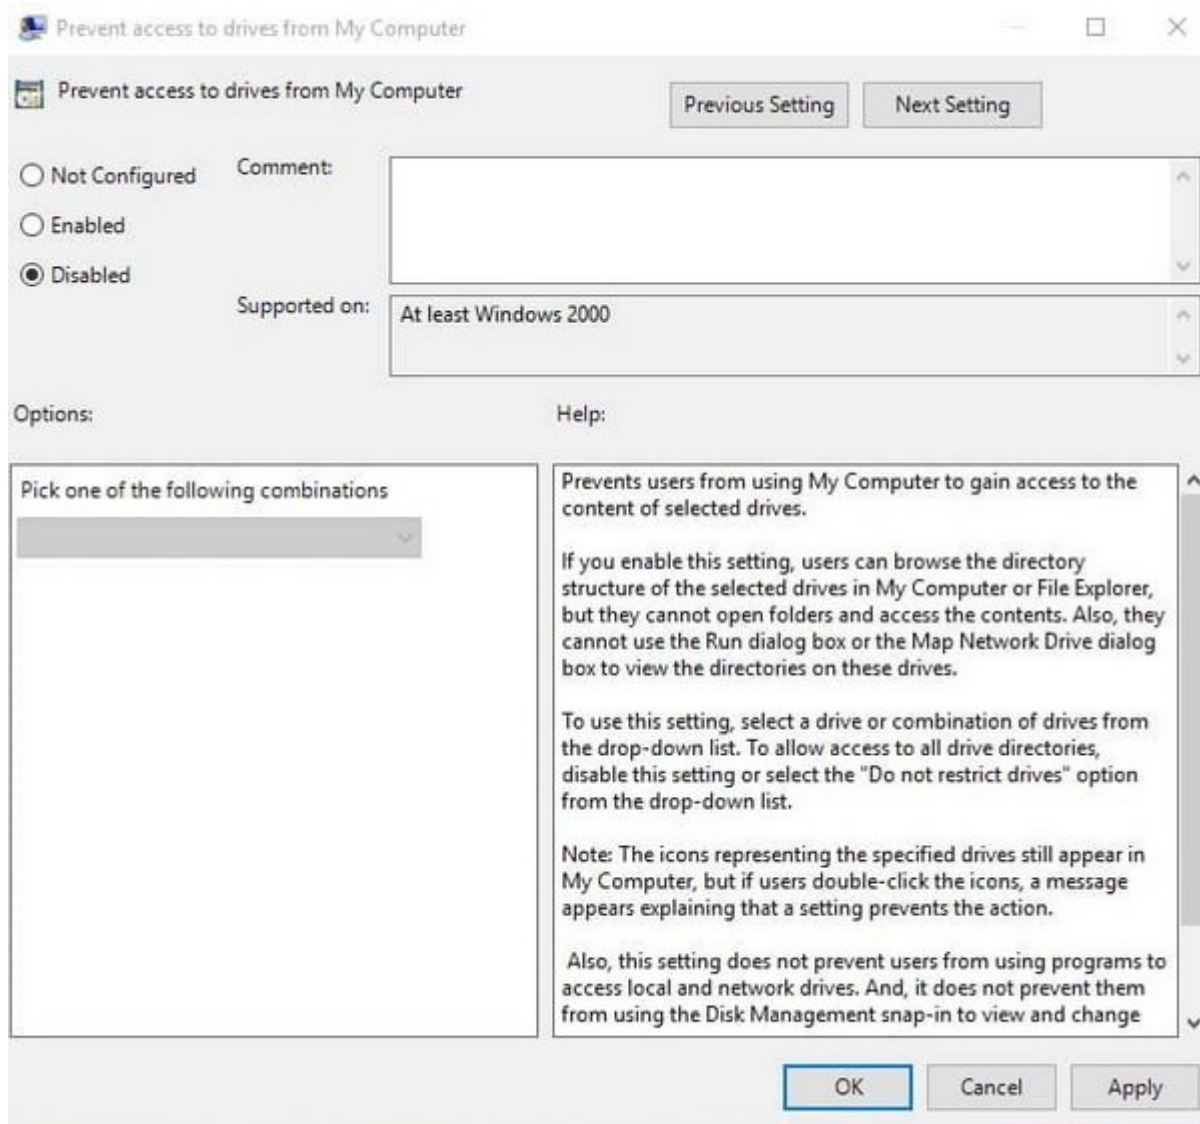 Prevent access to drives from My Computer
Prevent access to drives from My Computer
Previous Setting
Next Setting
Not Configured
Comment:
Enabled
Disabled
Supported on:
At least Windows 2000
Options:
Help:
Pick one of the following combinations
Prevents users from using My Computer to gain access to the
content of selected drives.
If you enable this setting, users can browse the directory
structure of the selected drives in My Computer or File Explorer,
but they cannot open folders and access the contents. Also, they
cannot use the Run dialog box or the Map Network Drive dialog
box to view the directories on these drives.
To use this setting, select a drive or combination of drives from
the drop-down list. To allow access to all drive directories,
disable this setting or select the "Do not restrict drives" option
from the drop-down list.
Note: The icons representing the specified drives still appear in
My Computer, but if users double-click the icons, a message
appears explaining that a setting prevents the action.
Also, this setting does not prevent users from using programs to
access local and network drives. And, it does not prevent them
from using the Disk Management snap-in to view and change
OK
Cancel
Apply